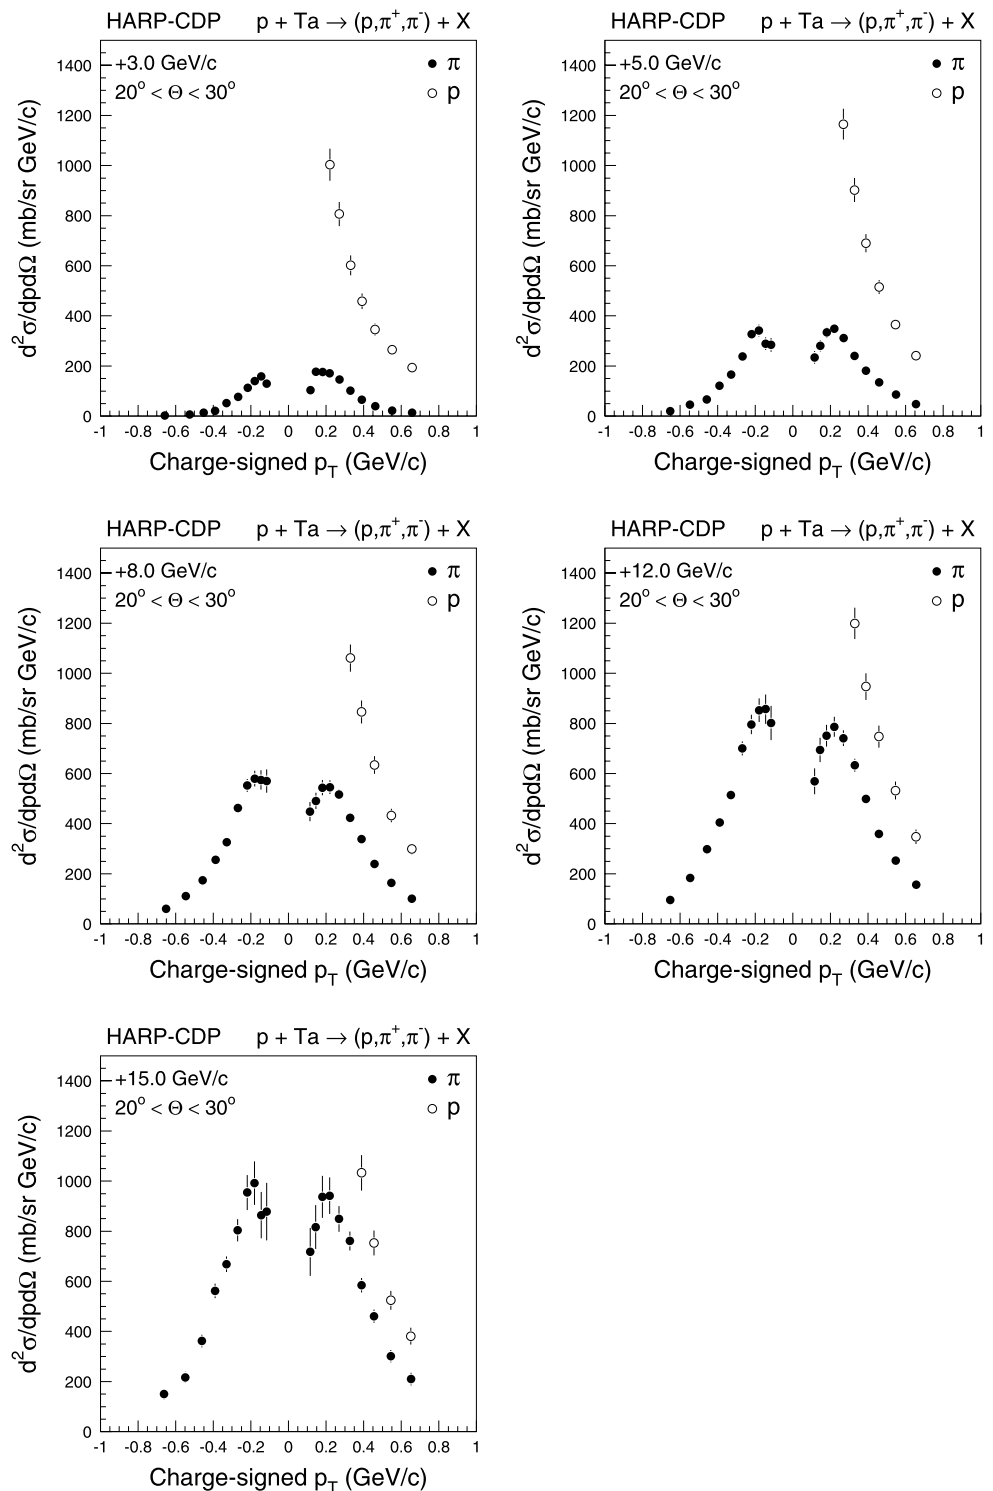 HARP-CDP p + Ta → (p,π⁺,π⁻) + X
+3.0 GeV/c π
20° < Θ < 30° p
1400
1200
1000
800
600
400
200
0
d²σ/dpdΩ (mb/sr GeV/c)
-1 -0.8 -0.6 -0.4 -0.2 0 0.2 0.4 0.6 0.8 1
Charge-signed p_T (GeV/c)
HARP-CDP p + Ta → (p,π⁺,π⁻) + X
+5.0 GeV/c π
20° < Θ < 30° p
1400
1200
1000
800
600
400
200
0
d²σ/dpdΩ (mb/sr GeV/c)
-1 -0.8 -0.6 -0.4 -0.2 0 0.2 0.4 0.6 0.8 1
Charge-signed p_T (GeV/c)
HARP-CDP p + Ta → (p,π⁺,π⁻) + X
+8.0 GeV/c π
20° < Θ < 30° p
1400
1200
1000
800
600
400
200
0
d²σ/dpdΩ (mb/sr GeV/c)
-1 -0.8 -0.6 -0.4 -0.2 0 0.2 0.4 0.6 0.8 1
Charge-signed p_T (GeV/c)
HARP-CDP p + Ta → (p,π⁺,π⁻) + X
+12.0 GeV/c π
20° < Θ < 30° p
1400
1200
1000
800
600
400
200
0
d²σ/dpdΩ (mb/sr GeV/c)
-1 -0.8 -0.6 -0.4 -0.2 0 0.2 0.4 0.6 0.8 1
Charge-signed p_T (GeV/c)
HARP-CDP p + Ta → (p,π⁺,π⁻) + X
+15.0 GeV/c π
20° < Θ < 30° p
1400
1200
1000
800
600
400
200
0
d²σ/dpdΩ (mb/sr GeV/c)
-1 -0.8 -0.6 -0.4 -0.2 0 0.2 0.4 0.6 0.8 1
Charge-signed p_T (GeV/c)